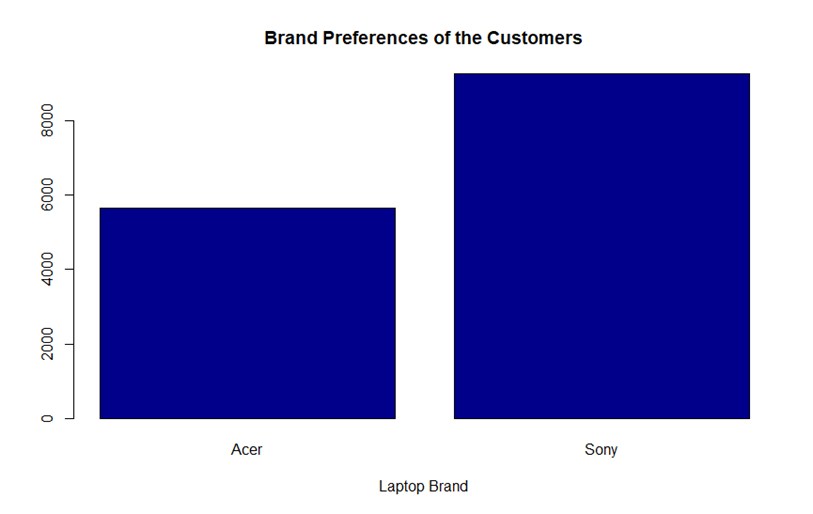 Brand Preferences of the Customers
8000
6000
4000
2000
0
Acer Sony
Laptop Brand